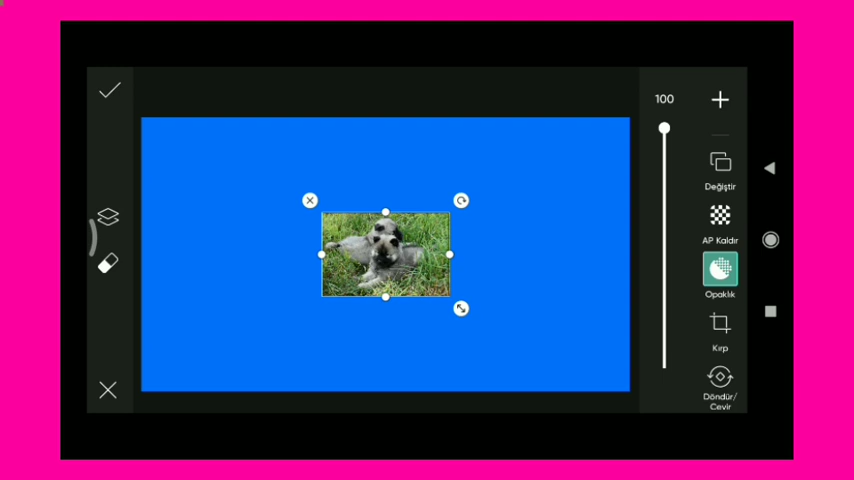 100
Değiştir
AP Kaldır
Opaklık
Kırp
Döndür/
Çevir